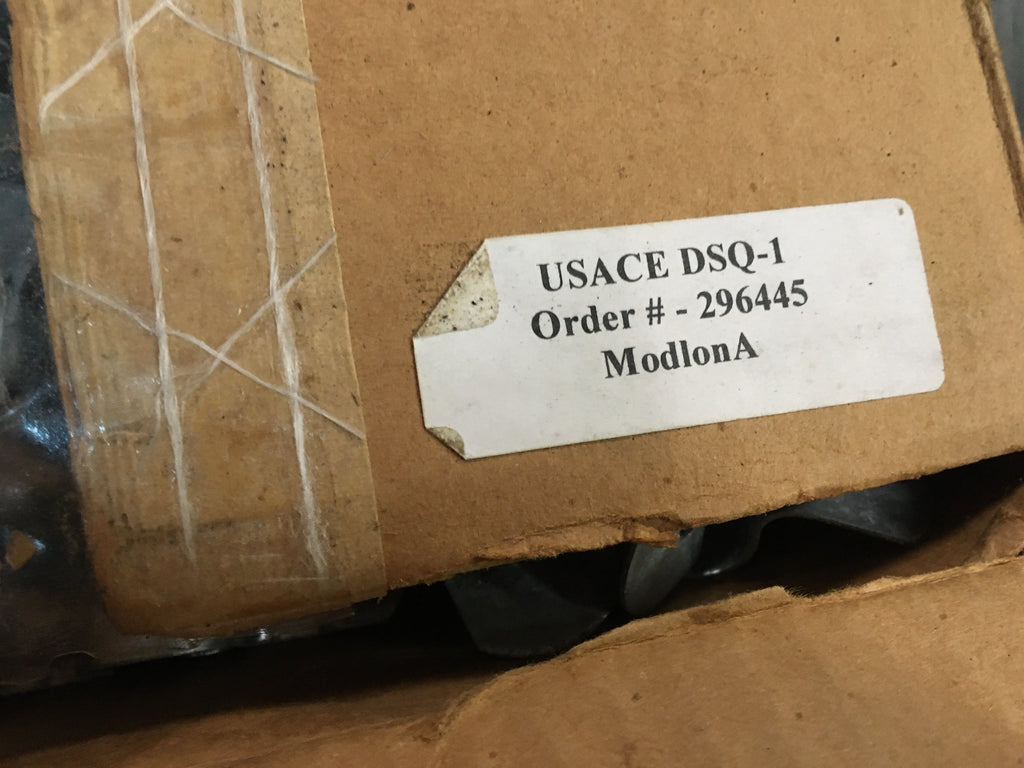 USACE DSQ-1
Order # - 296445
ModlonA